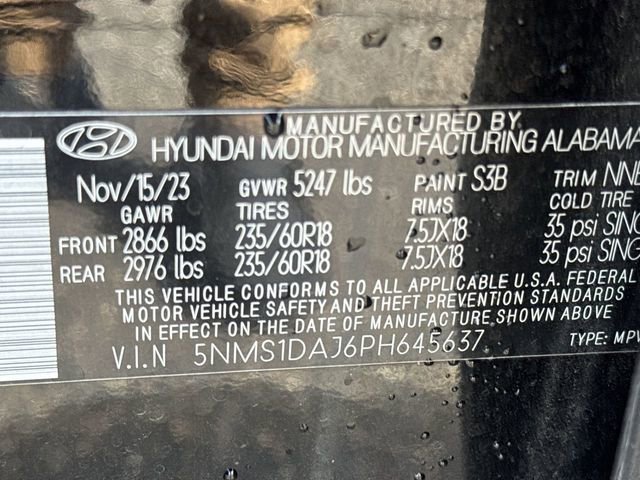 MANUFACTURED BY
HYUNDAI MOTOR MANUFACTURING ALABAMA
Nov/15/23 GVWR 5247 lbs PAINT S3B TRIM
GAWR TIRES RIMS COLD TIRE
FRONT 2866 lbs 235/60R18 7.5JX18 35 psi
REAR 2976 lbs 235/60R18 7.5JX18 35 psi
THIS VEHICLE CONFORMS TO ALL APPLICABLE U.S.A. FEDERAL
MOTOR VEHICLE SAFETY AND THEFT PREVENTION STANDARDS
IN EFFECT ON THE DATE OF MANUFACTURE SHOWN ABOVE
V.I.N 5NMS1DAJ6PH645637 TYPE: MPV